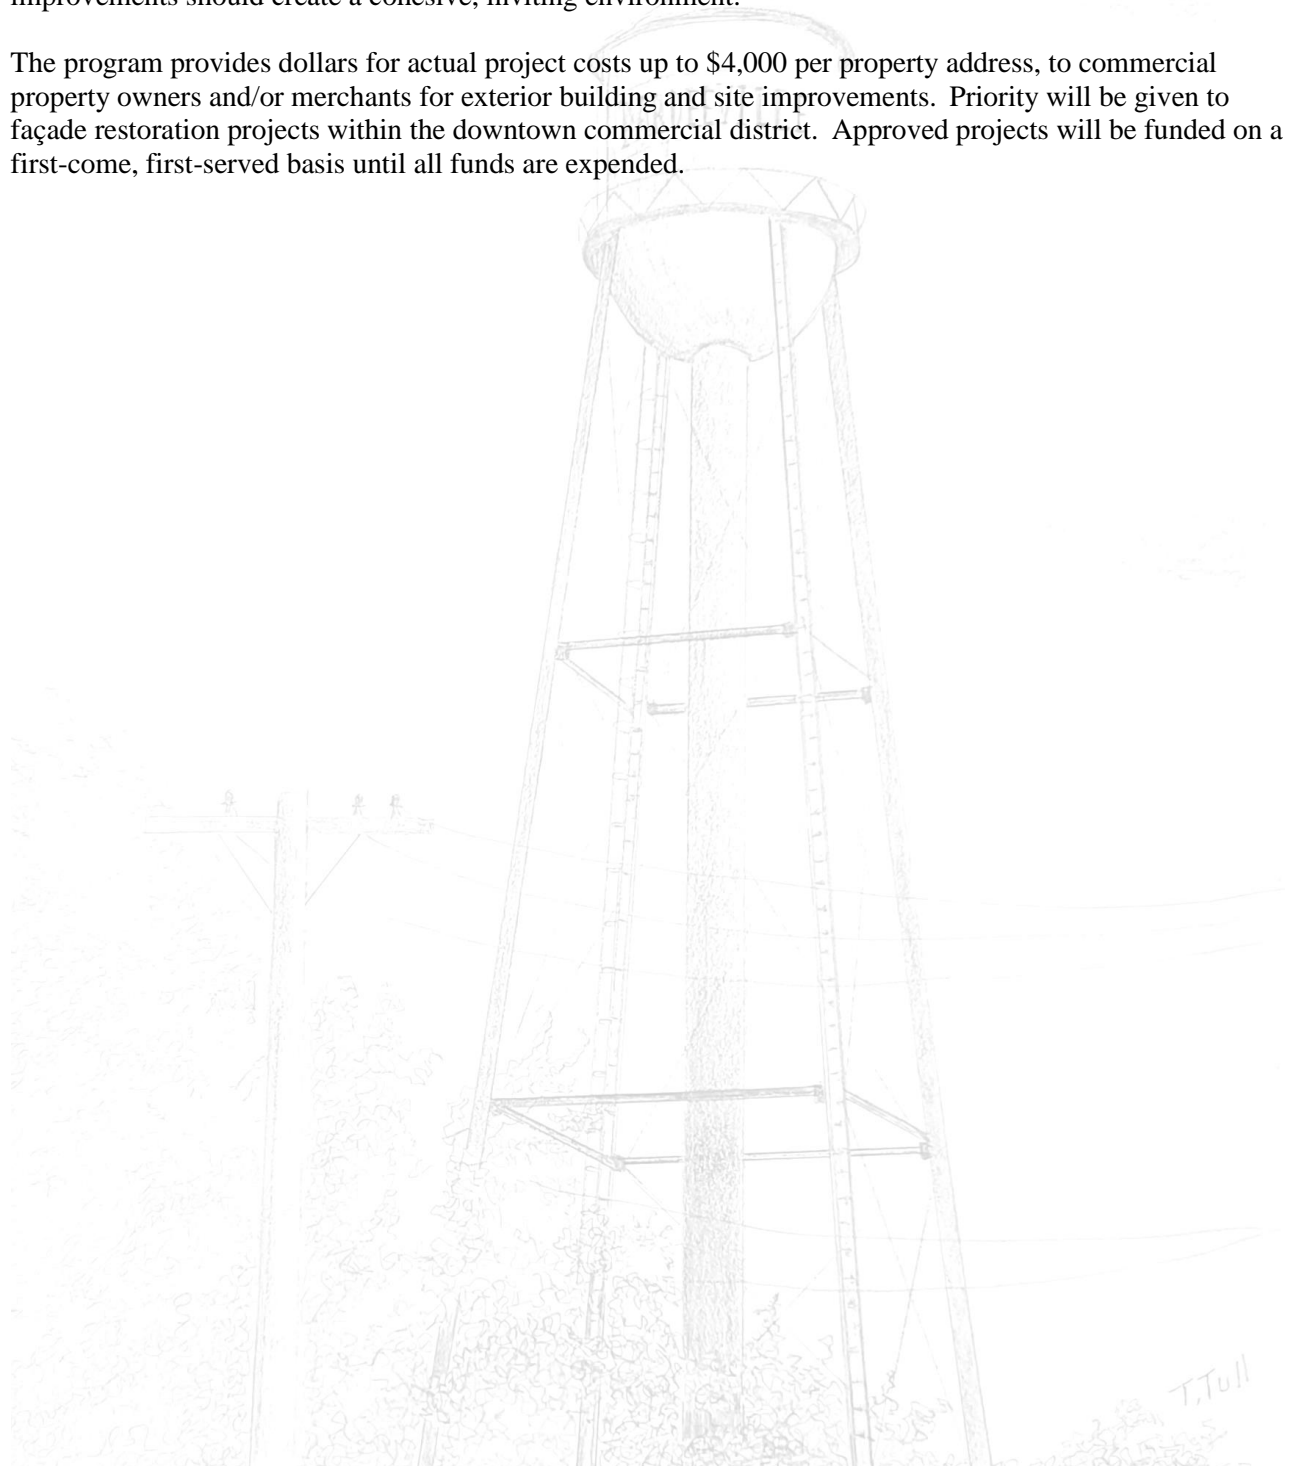 improvements should create a cohesive, inviting environment.
The program provides dollars for actual project costs up to $4,000 per property address, to commercial
property owners and/or merchants for exterior building and site improvements.  Priority will be given to
façade restoration projects within the downtown commercial district.  Approved projects will be funded on a
first-come, first-served basis until all funds are expended.
T.Tull